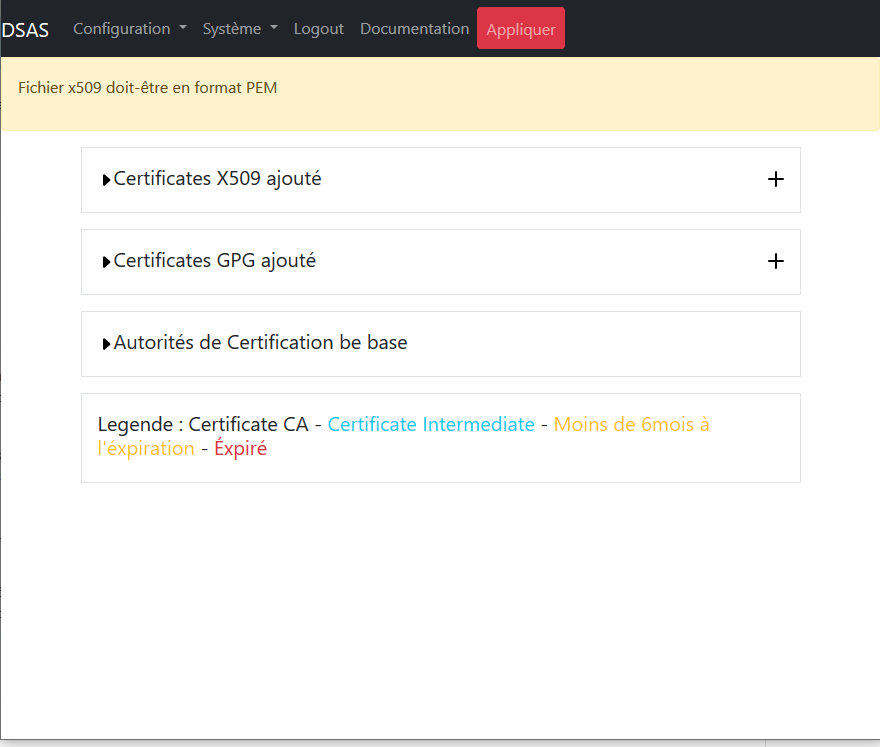 DSAS Configuration Système Logout Documentation Appliquer
Fichier x509 doit-être en format PEM
Certificates X509 ajouté
Certificates GPG ajouté
Autorités de Certification be base
Legende : Certificate CA - Certificate Intermediate - Moins de 6mois à
l'éxpiration - Éxpiré